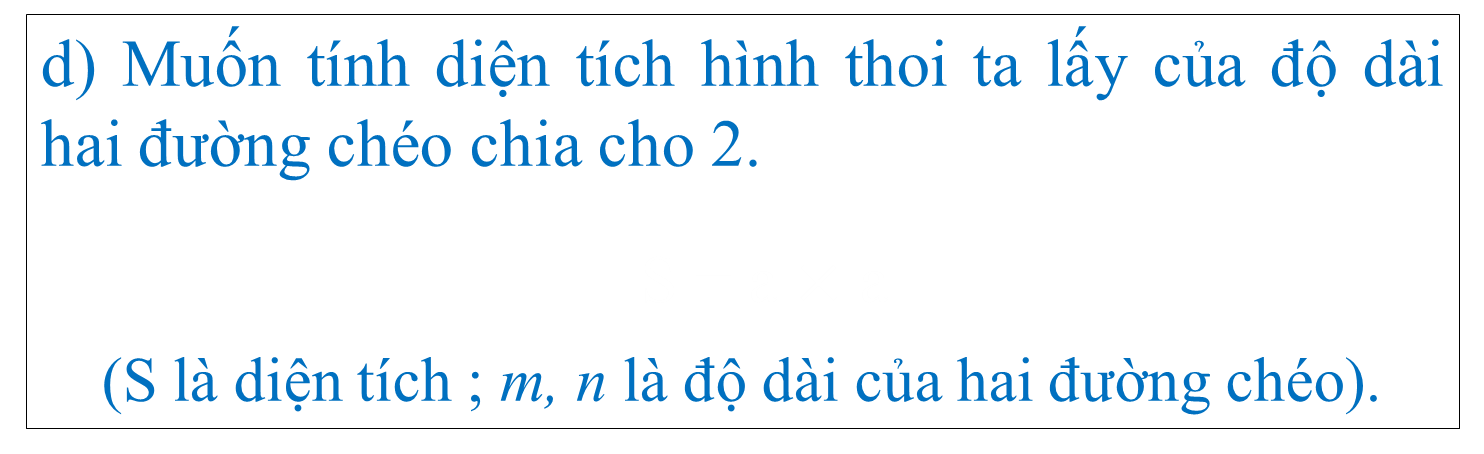 d) Muốn tính diện tích hình thoi ta lấy của độ dài
hai đường chéo chia cho 2.
(S là diện tích ; m, n là độ dài của hai đường chéo).